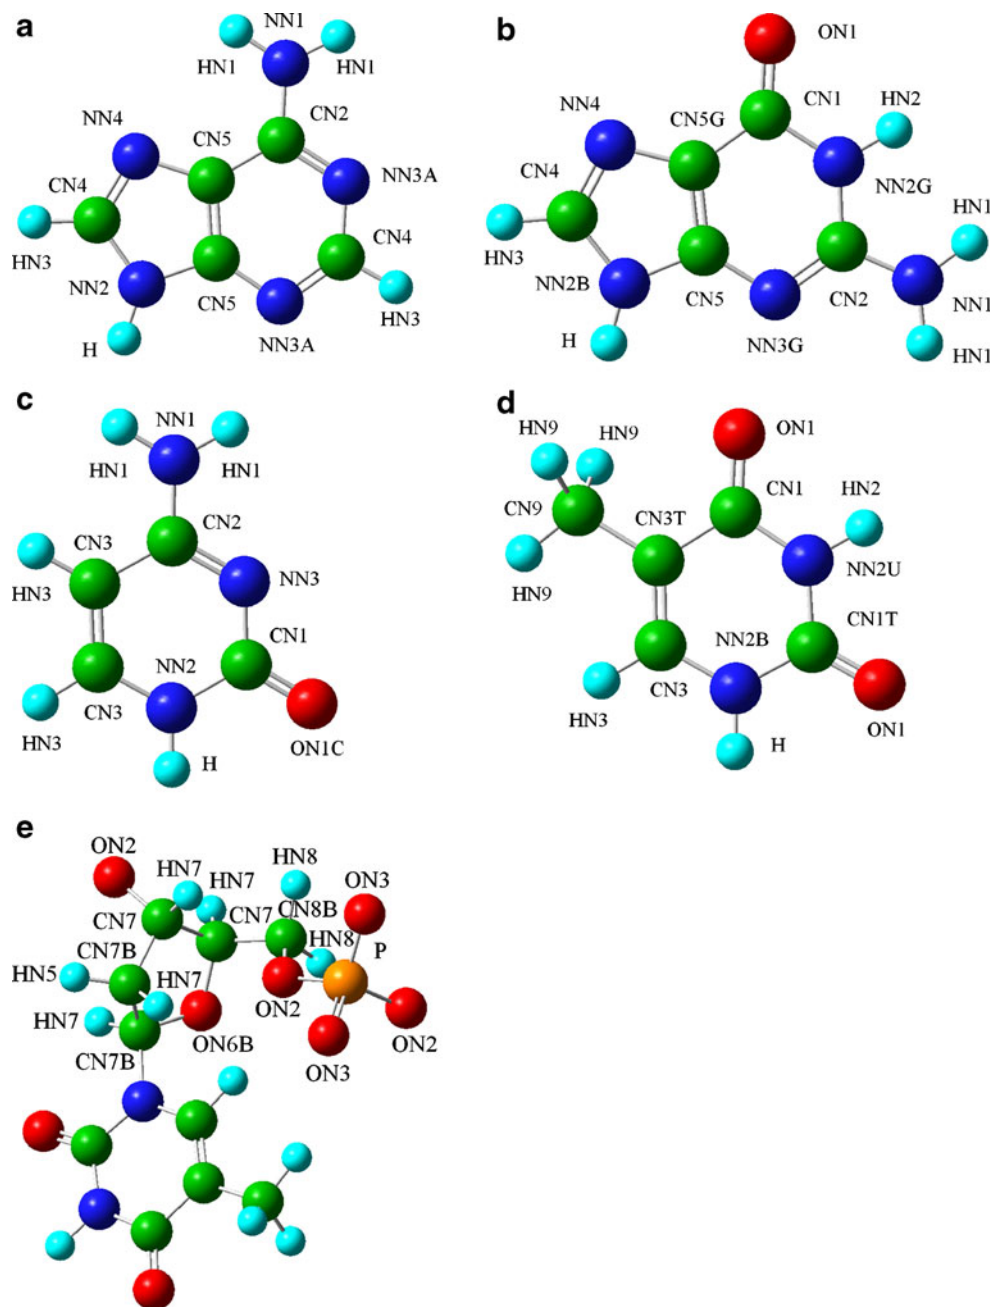 a
NN1
HN1
HN1
NN4
CN5
CN2
CN4
NN3A
CN4
HN3
NN2
CN5
HN3
H
NN3A
b
ON1
CN1
HN2
NN4
CN5G
CN4
NN2G
HN1
HN3
NN2B
CN5
CN2
NN1
H
NN3G
HN1
c
NN1
HN1
HN1
CN2
CN3
NN3
HN3
CN1
NN2
CN3
HN3
H
ON1C
d
HN9
HN9
ON1
CN9
CN1
HN2
CN3T
HN9
NN2U
NN2B
CN1T
CN3
HN3
H
ON1
e
ON2
HN7
HN7
HN8
ON3
CN7
CN7
CN8B
CN7B
HN8
P
HN5
HN7
ON2
HN7
ON6B
ON2
CN7B
ON3